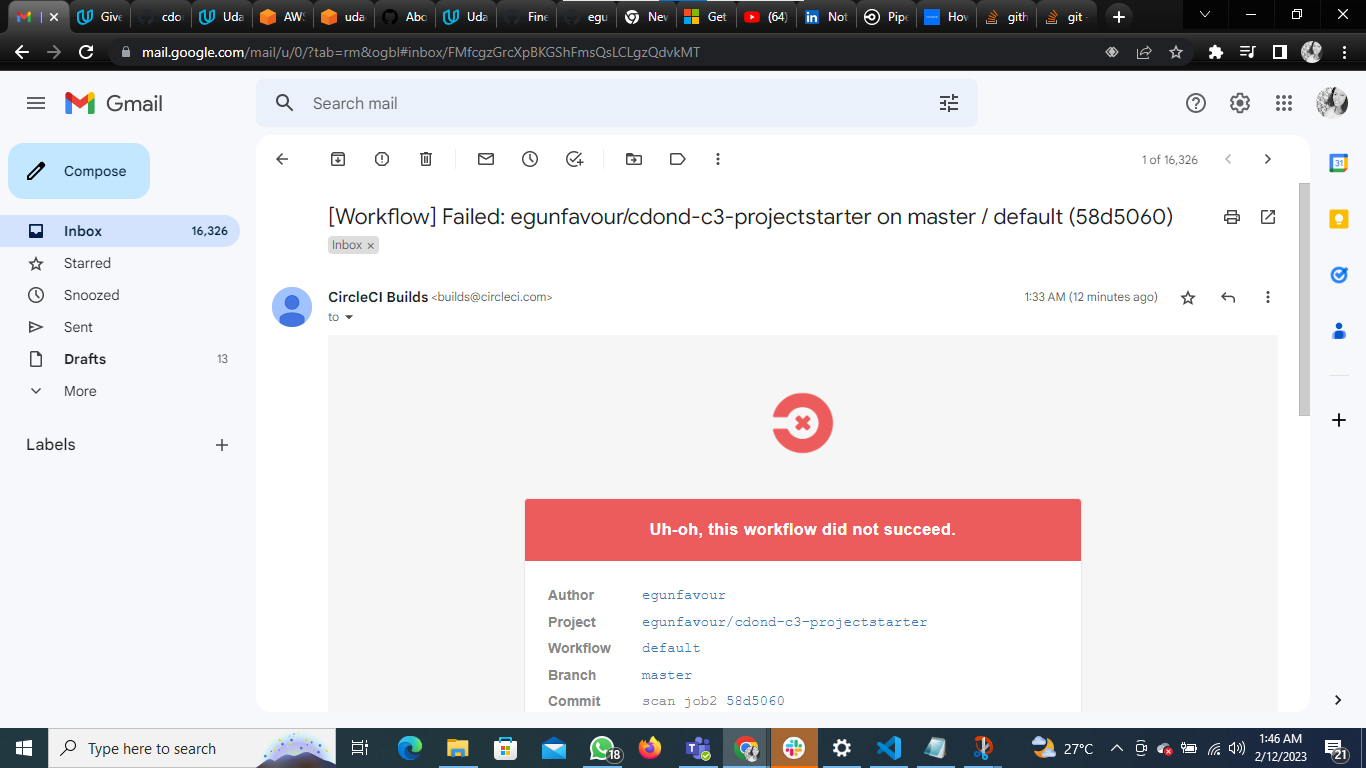 Give
cdo
Uda
AWS
uda
Abo
Uda
Fine
egu
Nev
Get
(64)
Not
Pipe
How
gith
git -
mail.google.com/mail/u/0/?tab=rm&ogbl#inbox/FMfcgzGrcXpBKGShFmsQsLCLgzQdvkMT
Gmail
Search mail
Compose
1 of 16,326
[Workflow] Failed: egunfavour/cdond-c3-projectstarter on master / default (58d5060)
Inbox 16,326
Inbox x
Starred
Snoozed
CircleCI Builds <builds@circleci.com>
1:33 AM (12 minutes ago)
to
Sent
Drafts 13
More
Labels
31
Uh-oh, this workflow did not succeed.
Author egunfavour
Project egunfavour/cdond-c3-projectstarter
Workflow default
Branch master
Commit scan job2 58d5060
Type here to search
18
27°C
1:46 AM
2/12/2023
21